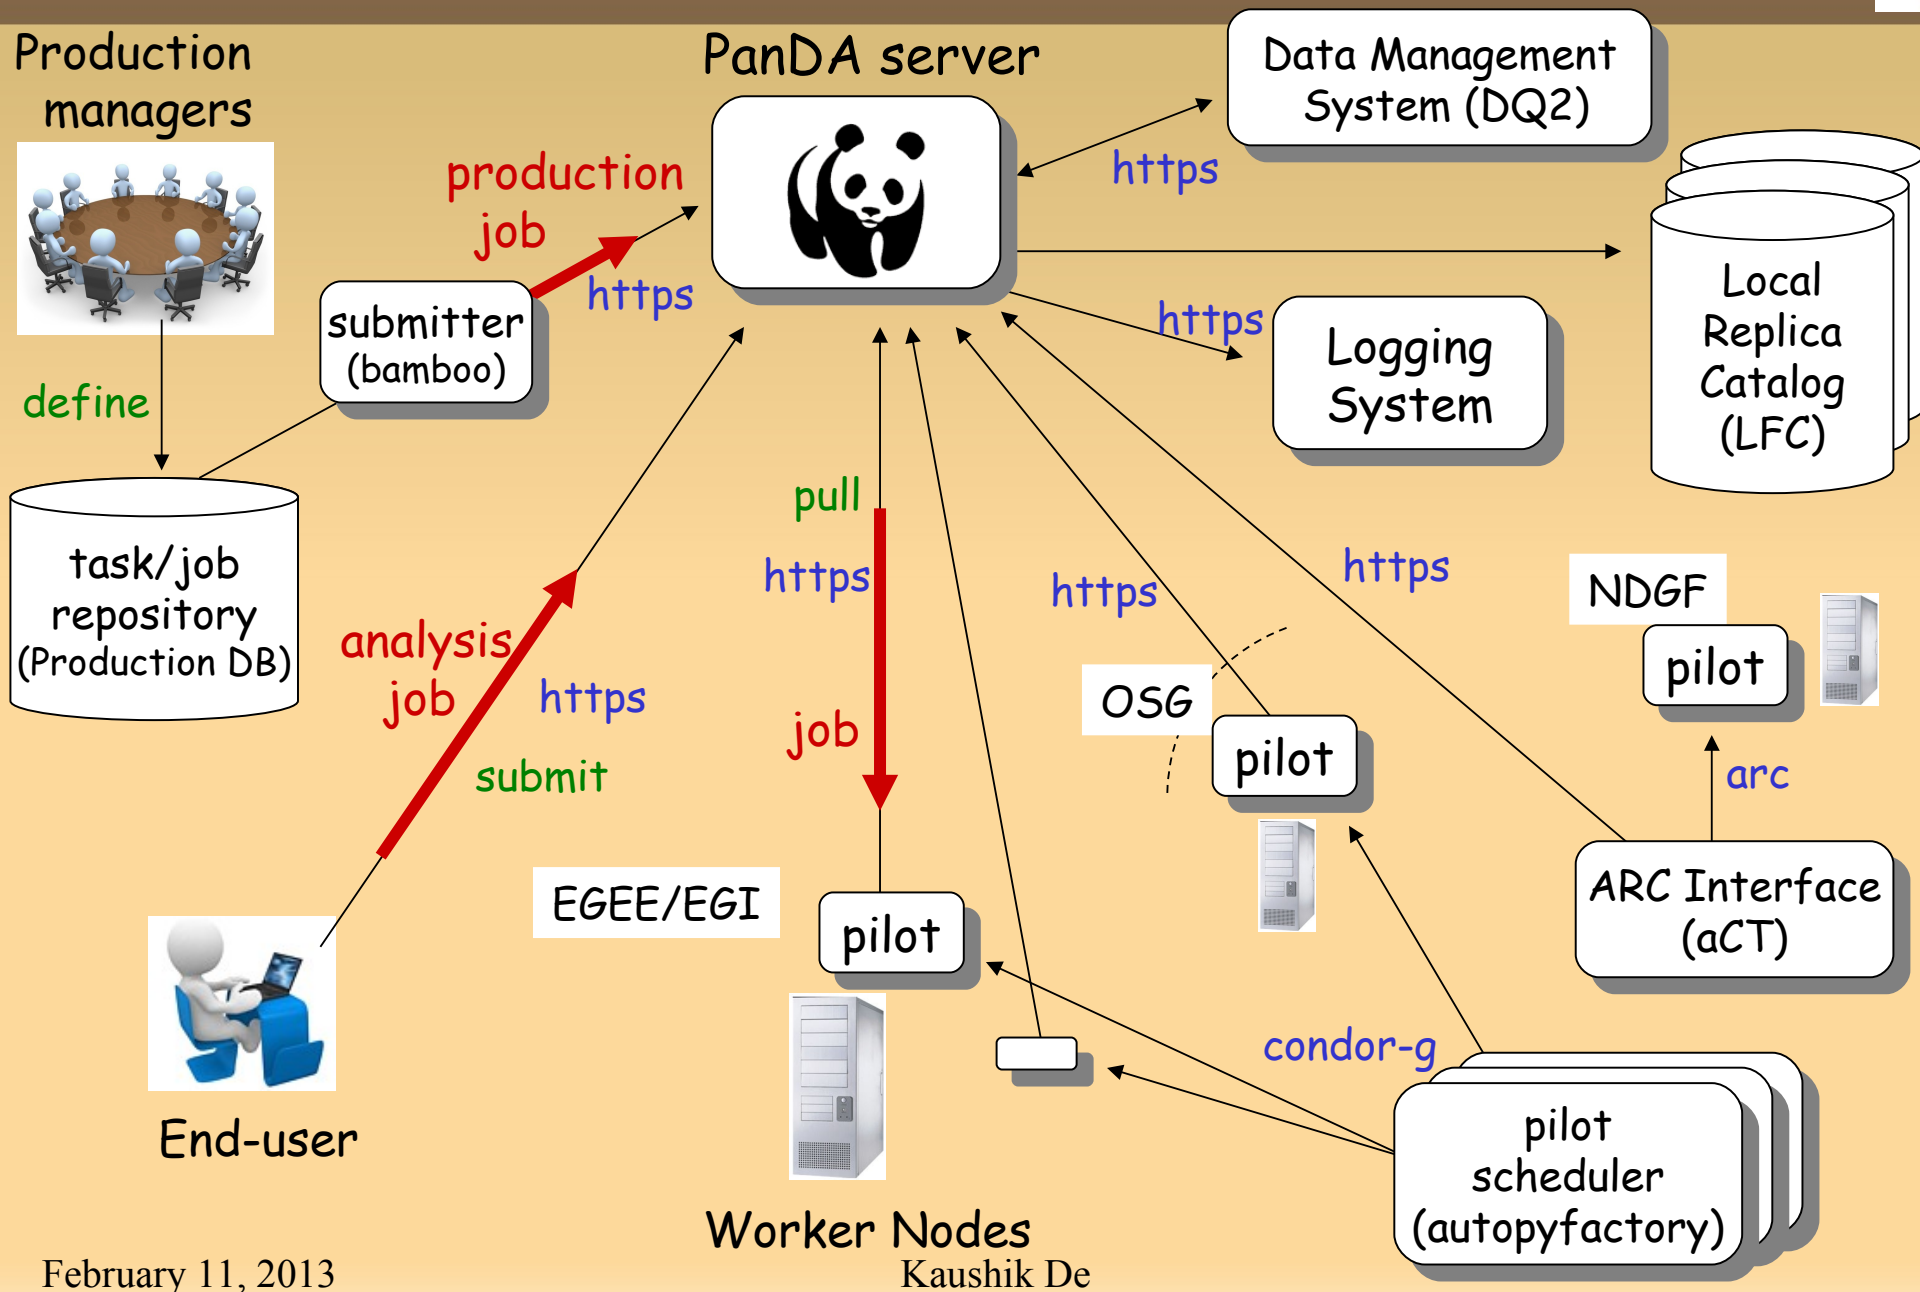 Production
managers
PanDA server
Data Management
System (DQ2)
production
job
https
https
submitter
(bamboo)
https
Logging
System
Local
Replica
Catalog
(LFC)
define
task/job
repository
(Production DB)
pull
https
job
analysis
job
https
submit
https
https
NDGF
pilot
OSG
pilot
arc
ARC Interface
(aCT)
EGEE/EGI
pilot
condor-g
pilot
scheduler
(autopyfactory)
End-user
Worker Nodes
February 11, 2013
Kaushik De